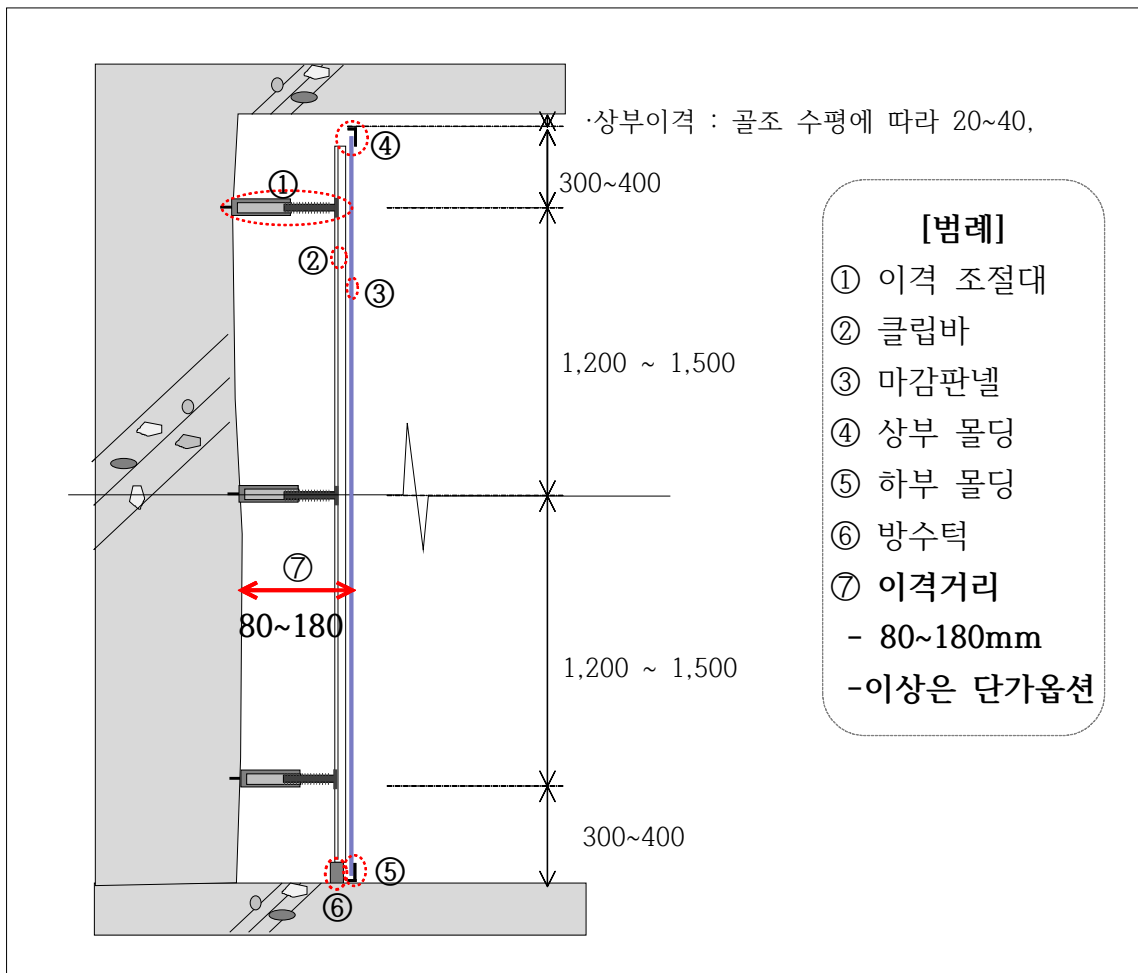 ·상부이격 : 골조 수평에 따라 20~40,
④
300~400
①
②
③
1,200 ~ 1,500
⑦
80~180
1,200 ~ 1,500
300~400
⑤
⑥
[범례]
① 이격 조절대
② 클립바
③ 마감판넬
④ 상부 몰딩
⑤ 하부 몰딩
⑥ 방수턱
⑦ 이격거리
- 80~180mm
-이상은 단가옵션